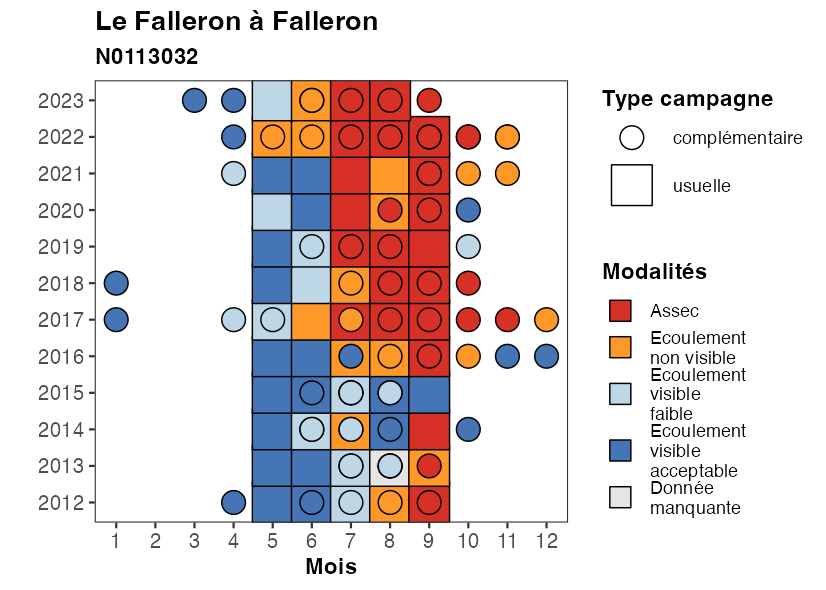 Le Falleron à Falleron
N0113032
2023
2022
2021
2020
2019
2018
2017
2016
2015
2014
2013
2012
1 2 3 4 5 6 7 8 9 10 11 12
Mois
Type campagne
complémentaire
usuelle
Modalités
Assec
Ecoulement
non visible
Ecoulement
visible
faible
Ecoulement
visible
acceptable
Donnée
manquante